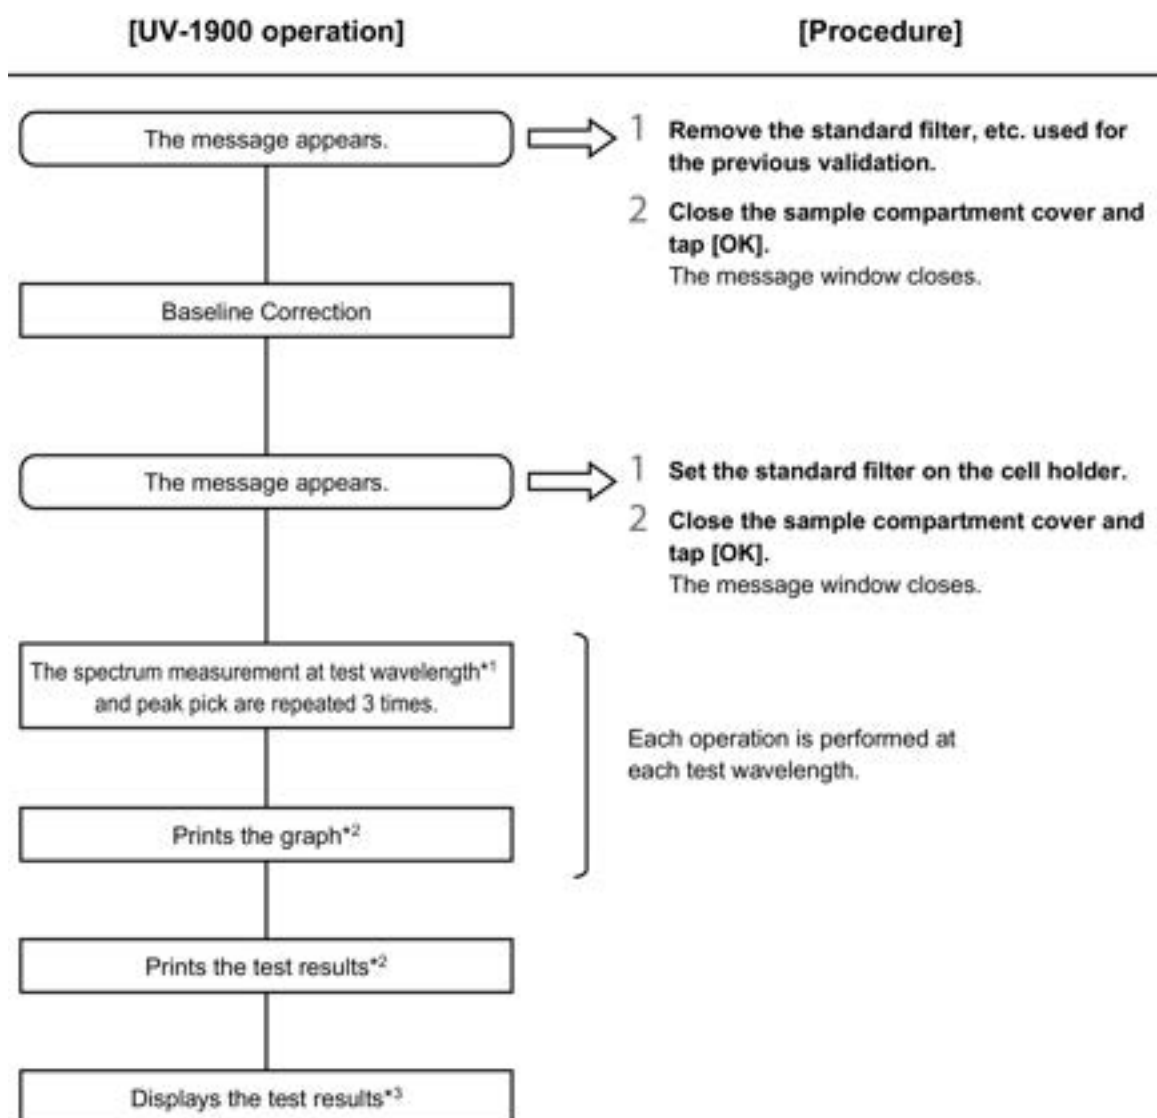 [UV-1900 operation]
[Procedure]
The message appears.
1 Remove the standard filter, etc. used for
the previous validation.
2 Close the sample compartment cover and
tap [OK].
The message window closes.
Baseline Correction
The message appears.
1 Set the standard filter on the cell holder.
2 Close the sample compartment cover and
tap [OK].
The message window closes.
The spectrum measurement at test wavelength*1
and peak pick are repeated 3 times.
Each operation is performed at
each test wavelength.
Prints the graph*2
Prints the test results*2
Displays the test results*3